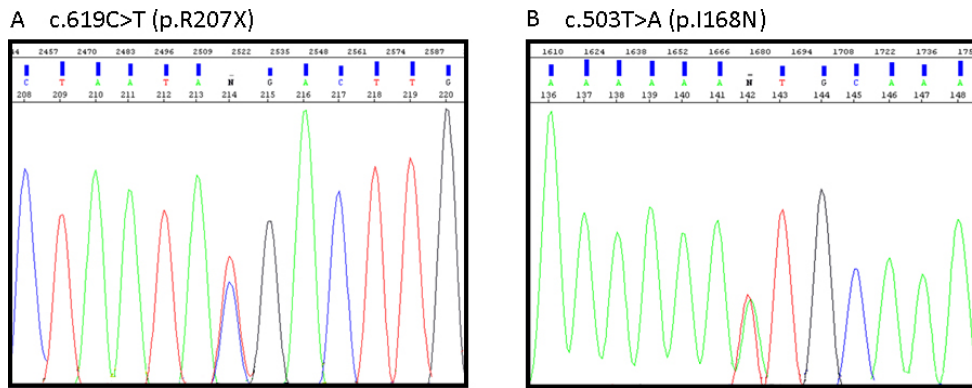 A c.619C>T (p.R207X)
2457 2470 2483 2496 2509 2522 2535 2548 2561 2574 2587
C T A A T A N G A C T T G
208 209 210 211 212 213 214 215 216 217 218 219 220
B c.503T>A (p.I168N)
1610 1624 1638 1652 1666 1680 1694 1708 1722 1736
A A A A A A N T G C A A A
136 137 138 139 140 141 142 143 144 145 146 147 148